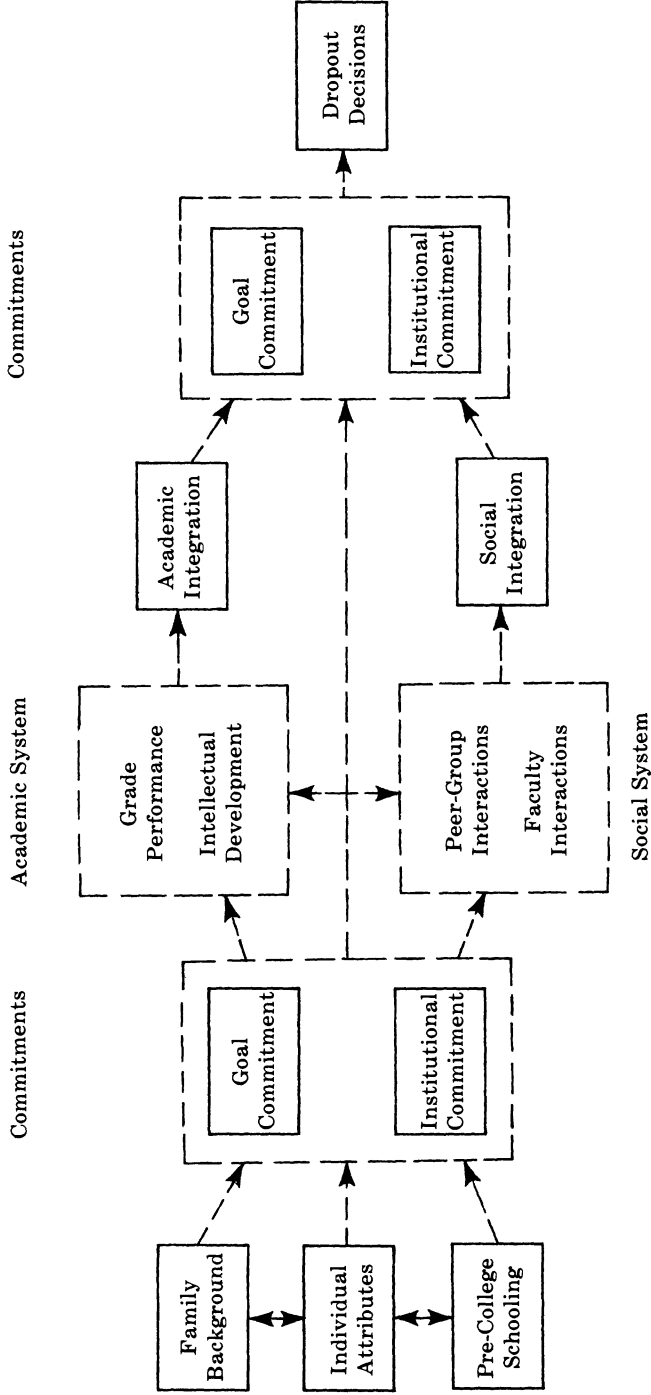 Commitments
Academic System
Commitments
Family
Background
Individual
Attributes
Pre-College
Schooling
Goal
Commitment
Institutional
Commitment
Grade
Performance
Intellectual
Development
Peer-Group
Interactions
Faculty
Interactions
Social System
Academic
Integration
Social
Integration
Goal
Commitment
Institutional
Commitment
Dropout
Decisions